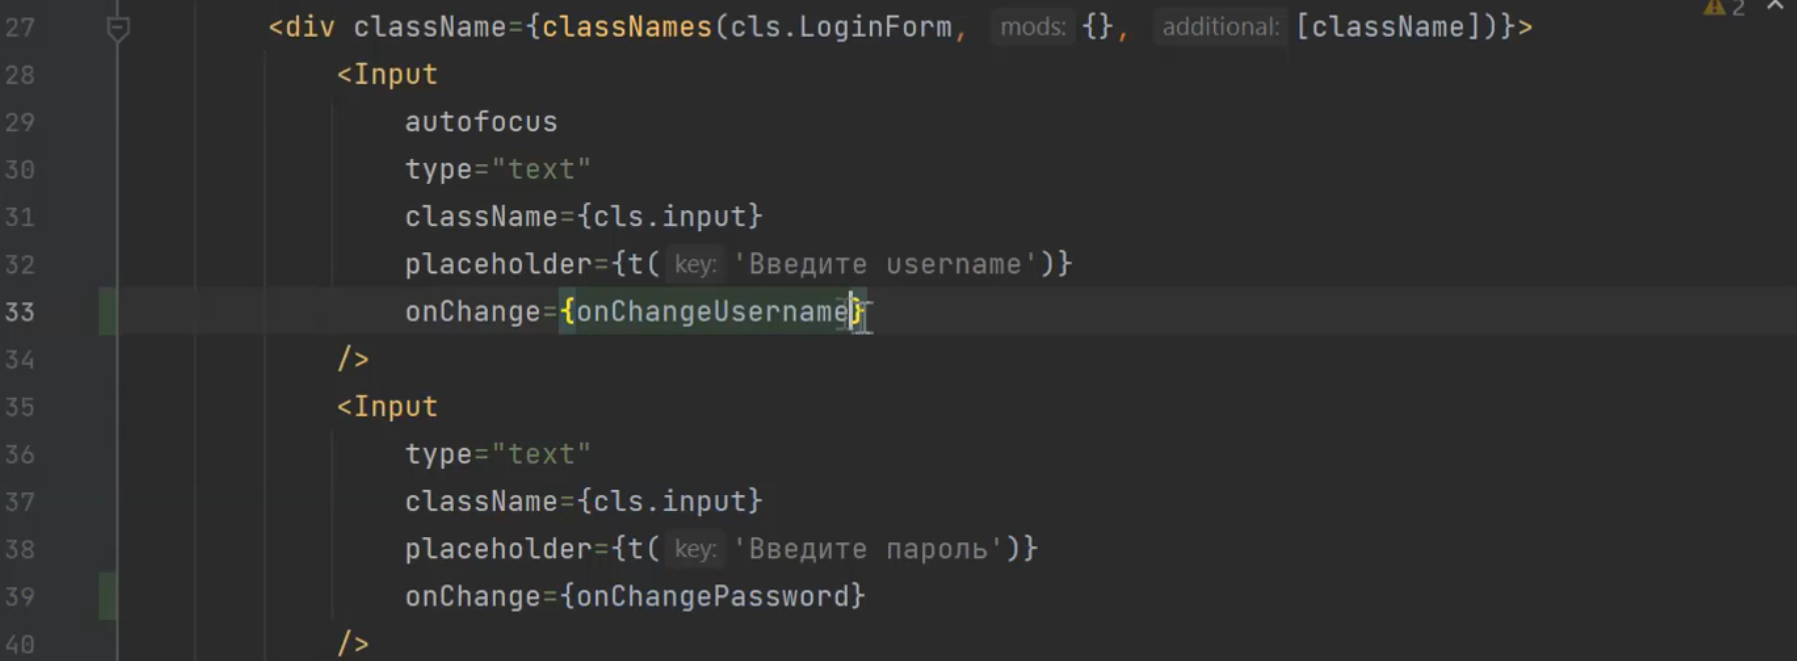 27 <div className={classNames(cls.LoginForm, mods: {}, additional: [className])}> 2
28 <Input
29 autofocus
30 type="text"
31 className={cls.input}
32 placeholder={t( key: 'Введите username')}
33 onChange={onChangeUsername}
34 />
35 <Input
36 type="text"
37 className={cls.input}
38 placeholder={t( key: 'Введите пароль')}
39 onChange={onChangePassword}
40 />